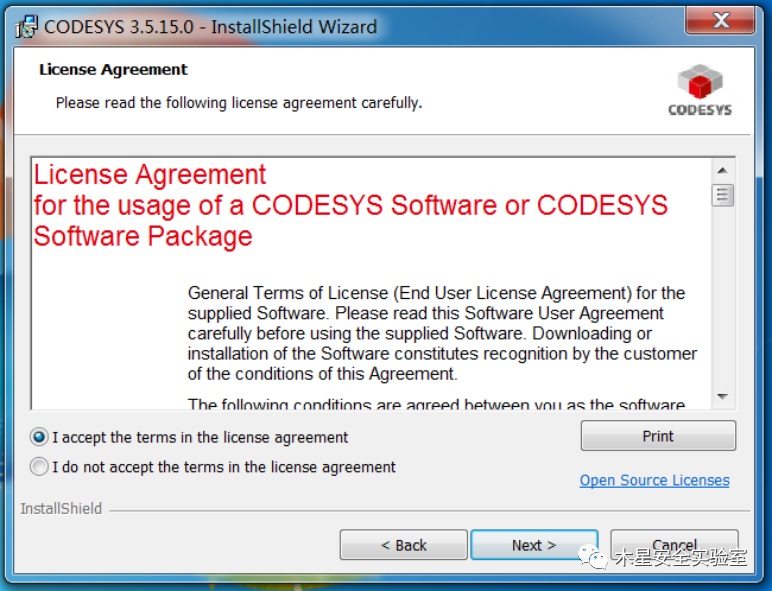 CODESYS 3.5.15.0 - InstallShield Wizard
License Agreement
Please read the following license agreement carefully.
CODESYS
License Agreement
for the usage of a CODESYS Software or CODESYS
Software Package
General Terms of License (End User License Agreement) for the
supplied Software. Please read this Software User Agreement
carefully before using the supplied Software. Downloading or
installation of the Software constitutes recognition by the customer
of the conditions of this Agreement.
The following conditions are agreed between you as the software
I accept the terms in the license agreement
Print
I do not accept the terms in the license agreement
Open Source Licenses
InstallShield
< Back
Next >
Cancel
木星安全实验室